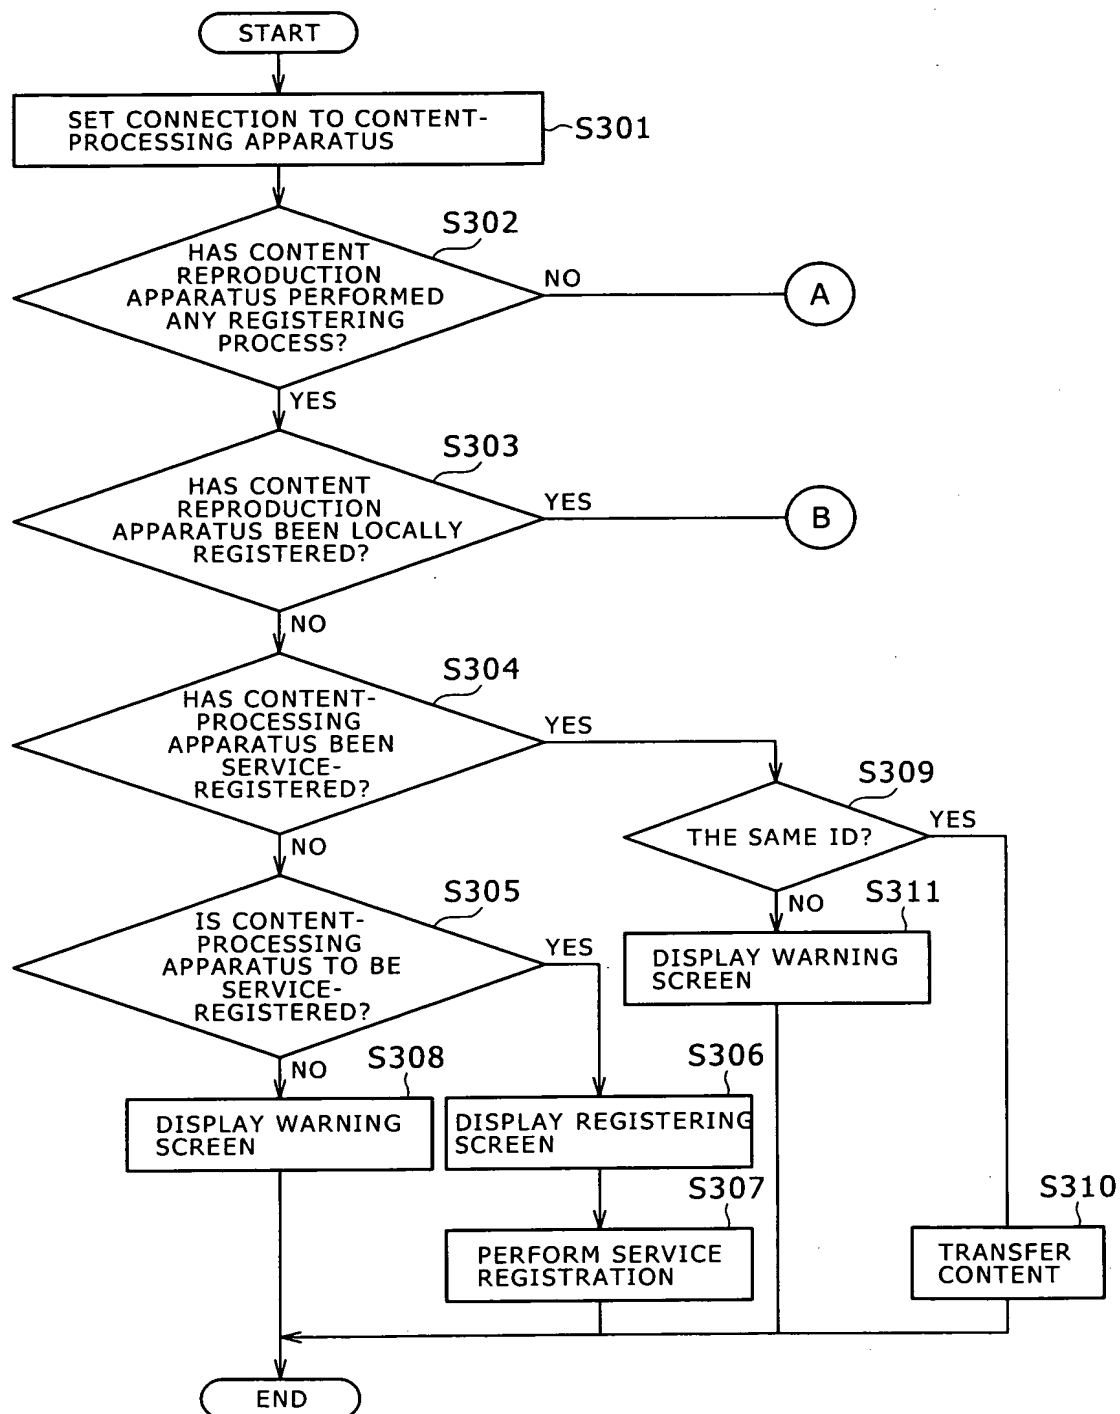 START
SET CONNECTION TO CONTENT-
PROCESSING APPARATUS
S301
S302
HAS CONTENT
REPRODUCTION
APPARATUS PERFORMED
ANY REGISTERING
PROCESS?
NO
A
YES
S303
HAS CONTENT
REPRODUCTION
APPARATUS BEEN LOCALLY
REGISTERED?
YES
B
NO
S304
HAS CONTENT-
PROCESSING
APPARATUS BEEN
SERVICE-
REGISTERED?
YES
S309
THE SAME ID?
YES
NO
NO
S305
IS CONTENT-
PROCESSING
APPARATUS TO BE
SERVICE-
REGISTERED?
YES
S311
DISPLAY WARNING
SCREEN
NO
S308
DISPLAY WARNING
SCREEN
S306
DISPLAY REGISTERING
SCREEN
S307
PERFORM SERVICE
REGISTRATION
S310
TRANSFER
CONTENT
END